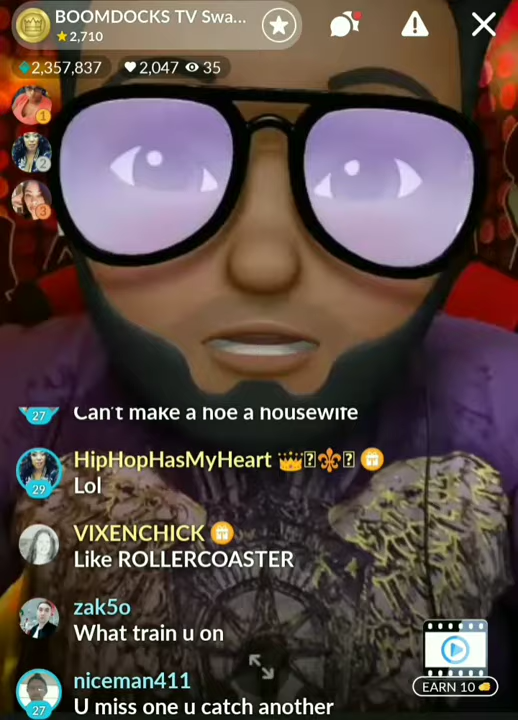 BOOMDOCKS TV Swa...
2,710
2,357,837 2,047 35
1
2
3
27
Can't make a hoe a housewife
HipHopHasMyHeart
29
Lol
VIXENCHICK
Like ROLLERCOASTER
zak5o
What train u on
niceman411
27
U miss one u catch another
EARN 10